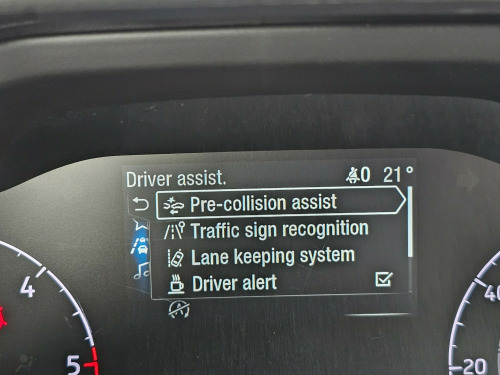 Driver assist. 0 21°
Pre-collision assist
Traffic sign recognition
Lane keeping system
Driver alert
4
5
40
20